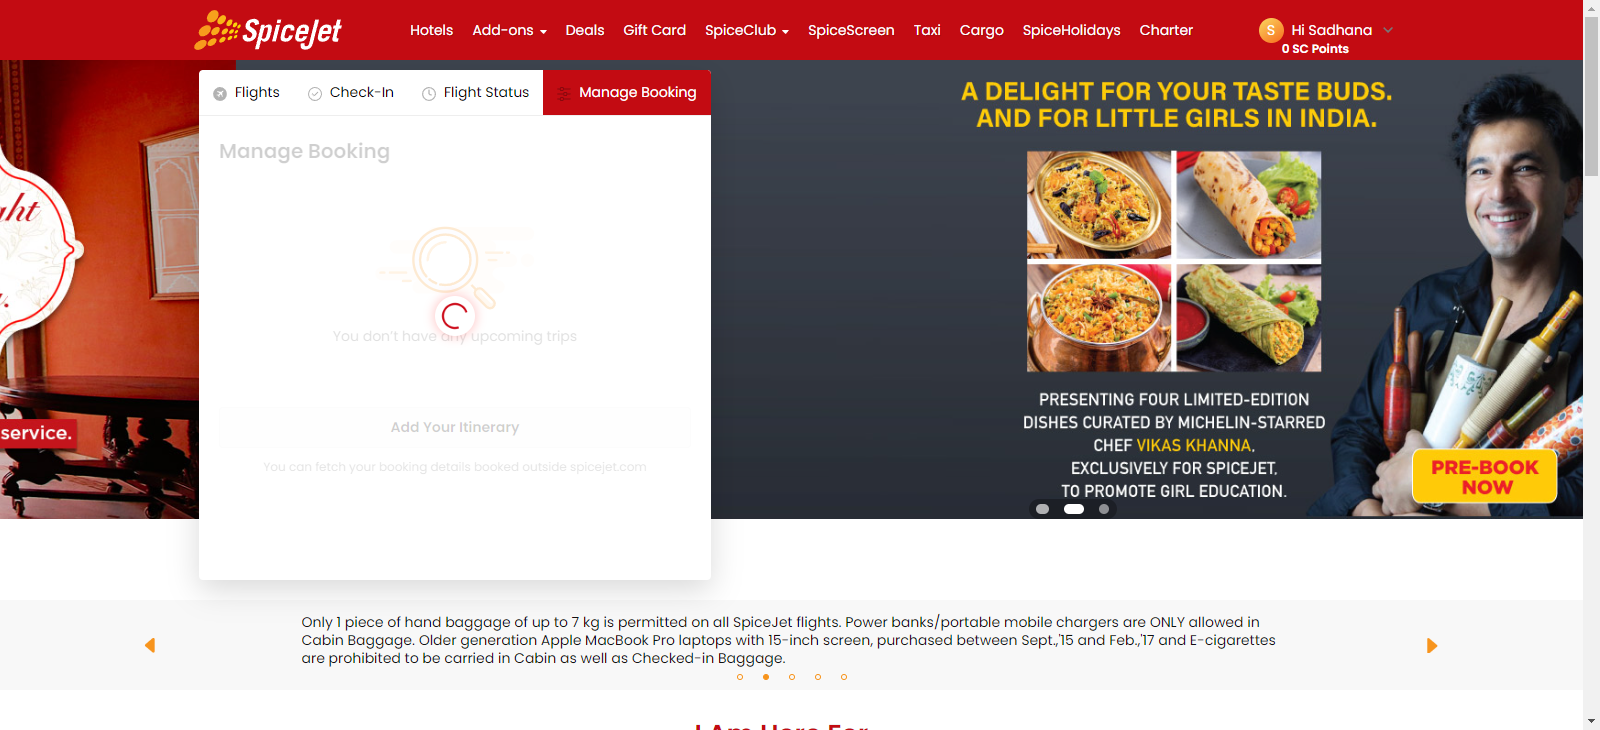 SpiceJet
Hotels Add-ons Deals Gift Card SpiceClub SpiceScreen Taxi Cargo SpiceHolidays Charter
S Hi Sadhana
0 SC Points
Flights Check-In Flight Status Manage Booking
Manage Booking
You don't have any upcoming trips
Add Your Itinerary
You can fetch your booking details booked outside spicejet.com
service.
A DELIGHT FOR YOUR TASTE BUDS.
AND FOR LITTLE GIRLS IN INDIA.
PRESENTING FOUR LIMITED-EDITION
DISHES CURATED BY MICHELIN-STARRED
CHEF VIKAS KHANNA,
EXCLUSIVELY FOR SPICEJET,
TO PROMOTE GIRL EDUCATION.
PRE-BOOK
NOW
Only 1 piece of hand baggage of up to 7 kg is permitted on all SpiceJet flights. Power banks/portable mobile chargers are ONLY allowed in
Cabin Baggage. Older generation Apple MacBook Pro laptops with 15-inch screen, purchased between Sept.,'15 and Feb.,'17 and E-cigarettes
are prohibited to be carried in Cabin as well as Checked-in Baggage.
I Am Here For